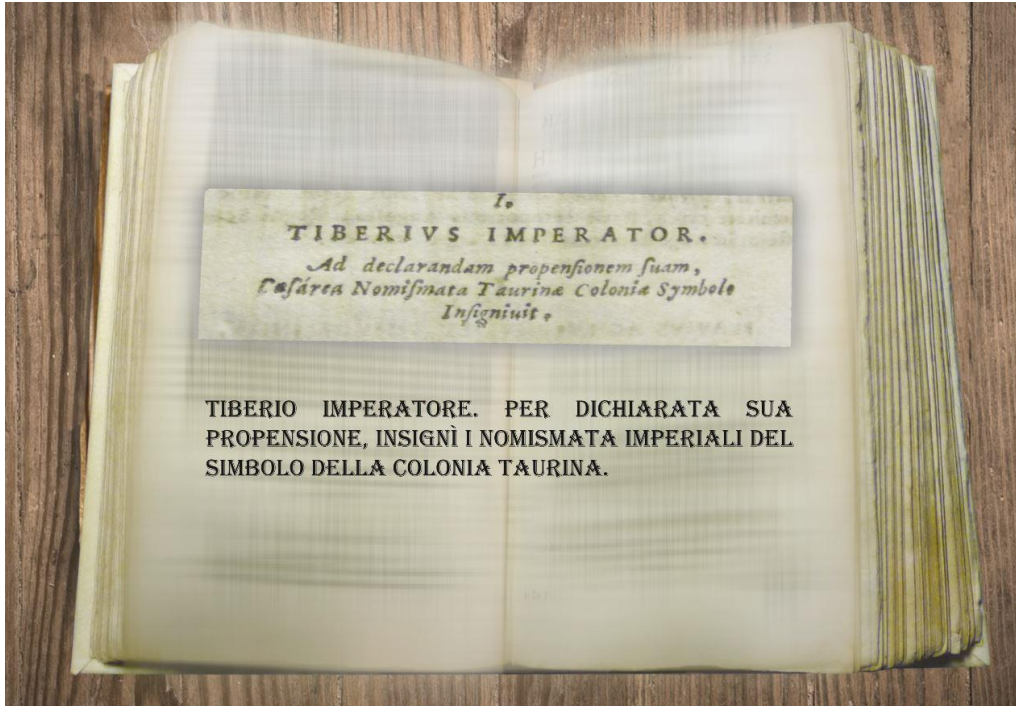 I.
TIBERIVS IMPERATOR.
Ad declarandam propenſionem ſuam,
Cæſárea Nomiſmata Taurinæ Coloniæ Symbolo
Inſigniuit.
TIBERIO IMPERATORE. PER DICHIARATA SUA
PROPENSIONE, INSIGNÌ I NOMISMATA IMPERIALI DEL
SIMBOLO DELLA COLONIA TAURINA.